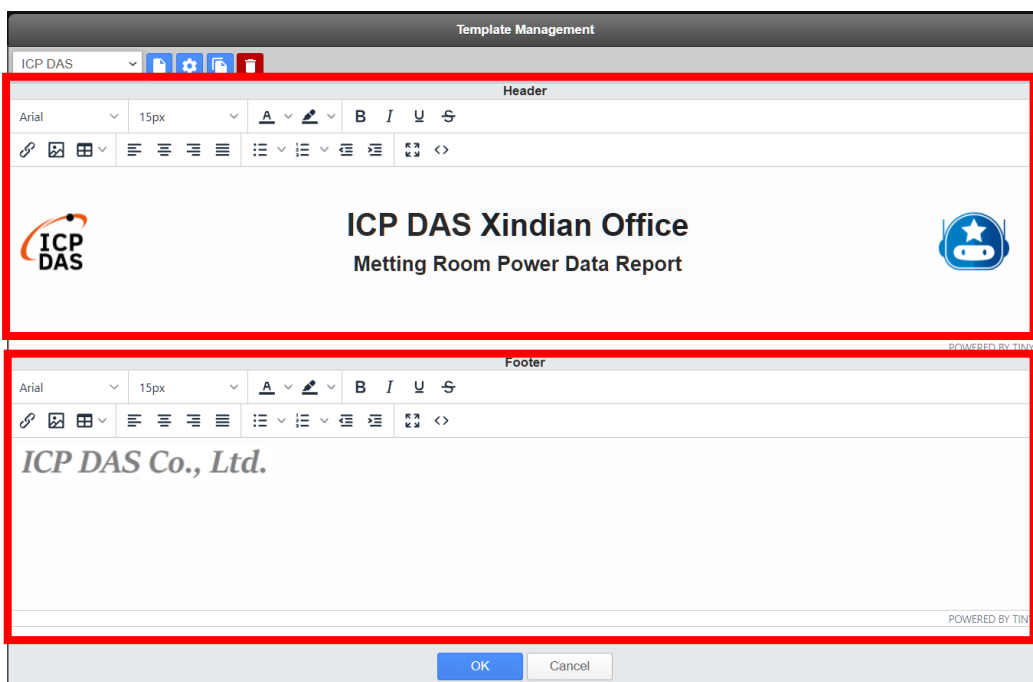 Template Management
ICP DAS
Header
Arial 15px A B I U S
ICP DAS Xindian Office
ICP
DAS
Metting Room Power Data Report
POWERED BY TINY
Footer
Arial 15px A B I U S
ICP DAS Co., Ltd.
POWERED BY TIN
OK Cancel